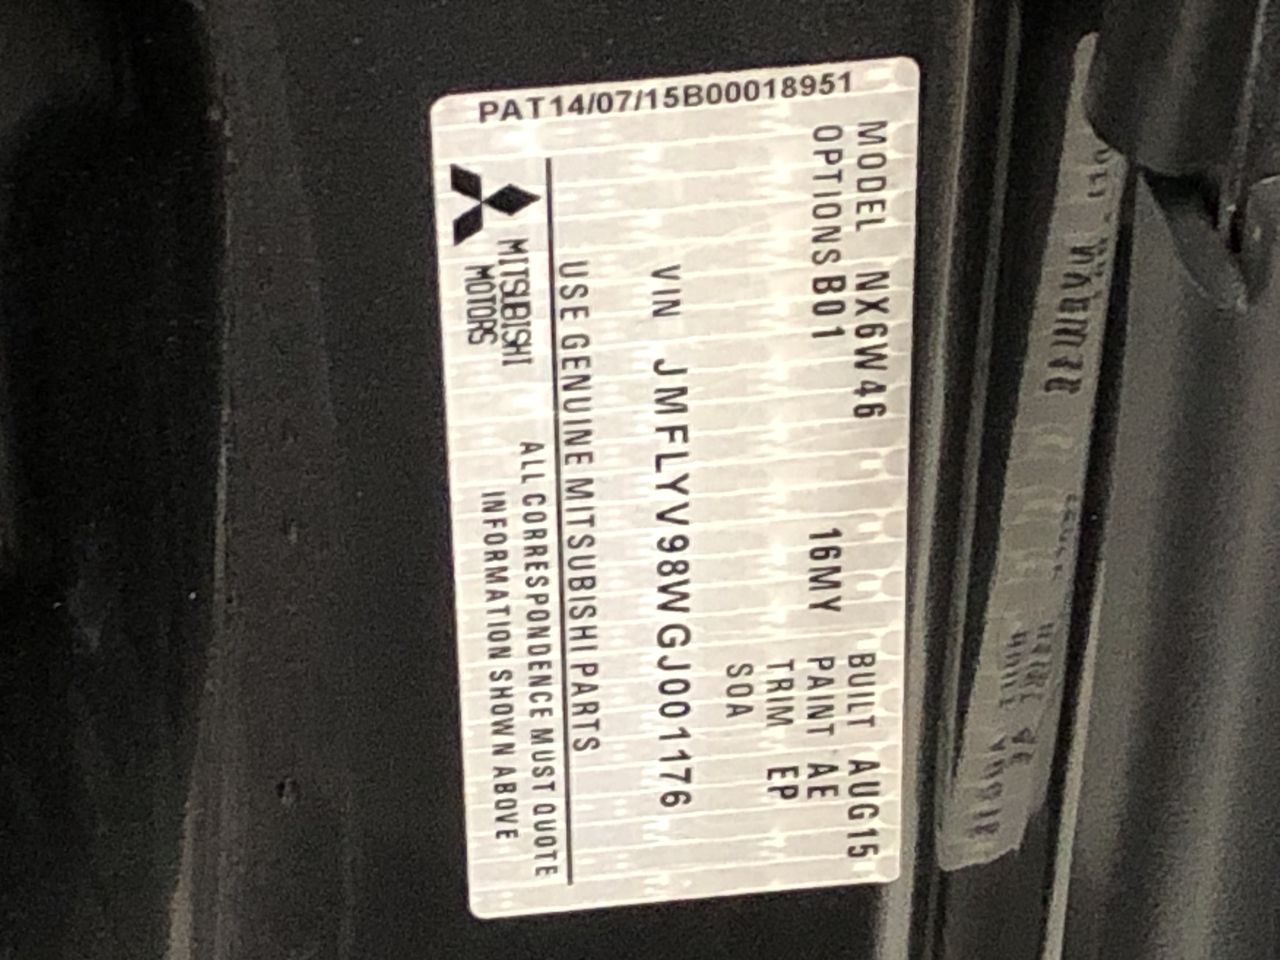 PAT14/07/15B00018951
MODEL NX6W46 BUILT AUG15
OPTIONS B01 16MY PAINT AE
TRIM EP
SOA
VIN JMFLYV98WGJ001176
USE GENUINE MITSUBISHI PARTS
MITSUBISHI
MOTORS
ALL CORRESPONDENCE MUST QUOTE
INFORMATION SHOWN ABOVE